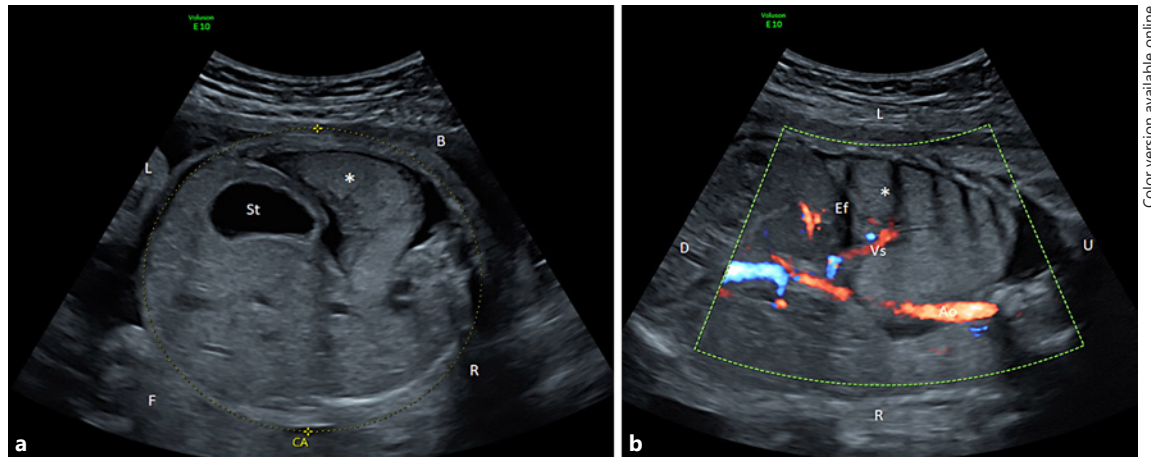 Voluson
E10
B
L
*
St
R
F
CA
a
Voluson
E10
L
*
Ef
D
Vs
U
Ao
R
b
Color version available online